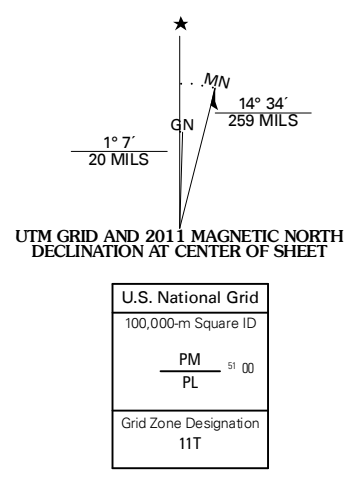 ★
MN
GN
14° 34´
259 MILS
1° 7´
20 MILS
UTM GRID AND 2011 MAGNETIC NORTH
DECLINATION AT CENTER OF SHEET
U.S. National Grid
100,000-m Square ID
PM
51 00
PL
Grid Zone Designation
11T